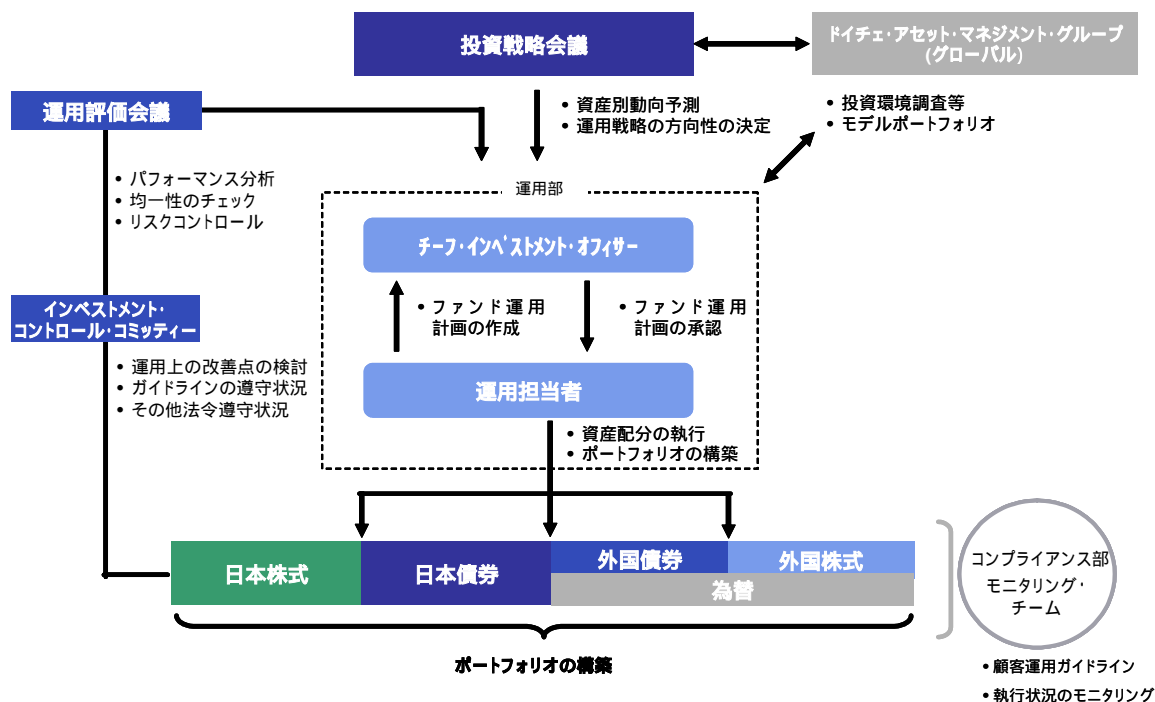 投資戦略会議
ドイチェ・アセット・マネジメント・グループ
(グローバル)
運用評価会議
• 資産別動向予測
• 運用戦略の方向性の決定
• 投資環境調査等
• モデルポートフォリオ
• パフォーマンス分析
• 均一性のチェック
• リスクコントロール
運用部
チーフ・インベストメント・オフィサー
• ファンド運用
計画の作成
• ファンド運用
計画の承認
インベストメント・
コントロール・コミッティー
• 運用上の改善点の検討
• ガイドラインの遵守状況
• その他法令遵守状況
運用担当者
• 資産配分の執行
• ポートフォリオの構築
日本株式
日本債券
外国債券
外国株式
為替
コンプライアンス部
モニタリング・
チーム
ポートフォリオの構築
• 顧客運用ガイドライン
• 執行状況のモニタリング